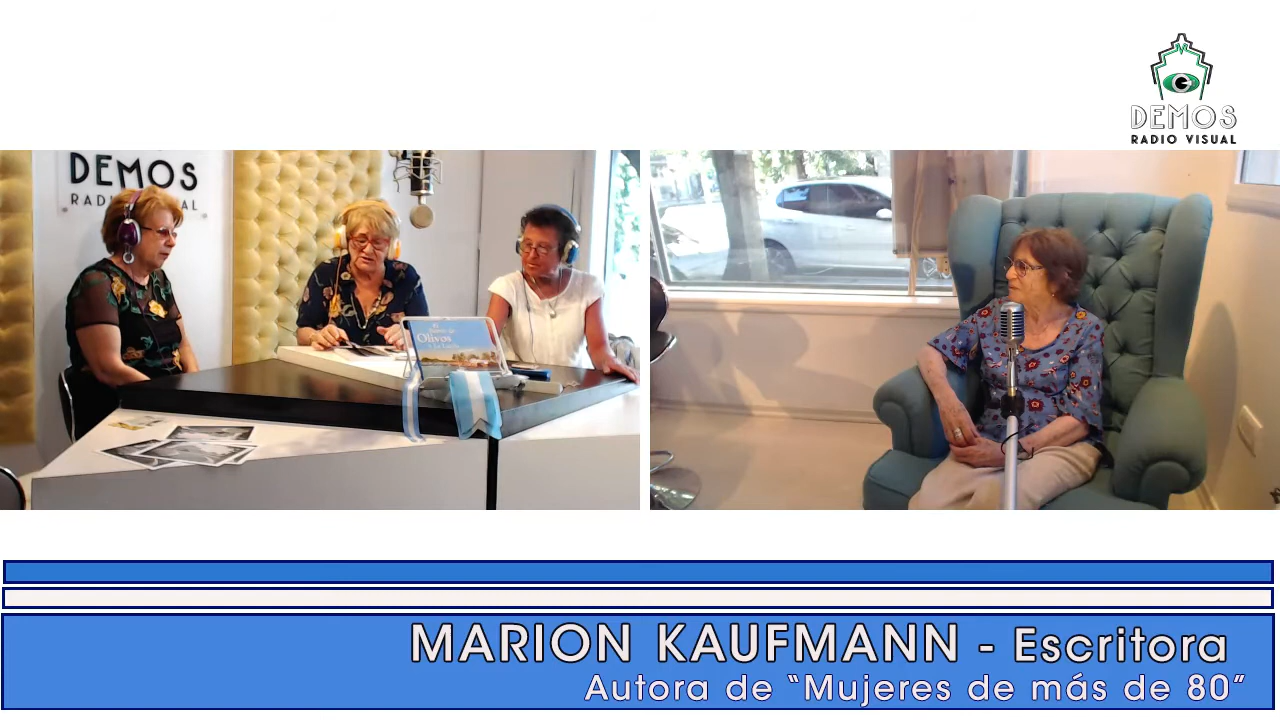 DEMOS
RADIO VISUAL
DEMOS
Olivos
MARION KAUFMANN - Escritora
Autora de “Mujeres de más de 80”